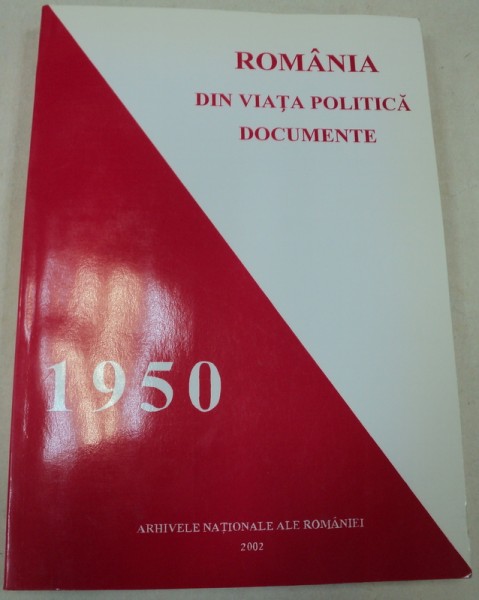 ROMÂNIA
DIN VIAŢA POLITICĂ
DOCUMENTE
1950
ARHIVELE NAŢIONALE ALE ROMÂNIEI
2002